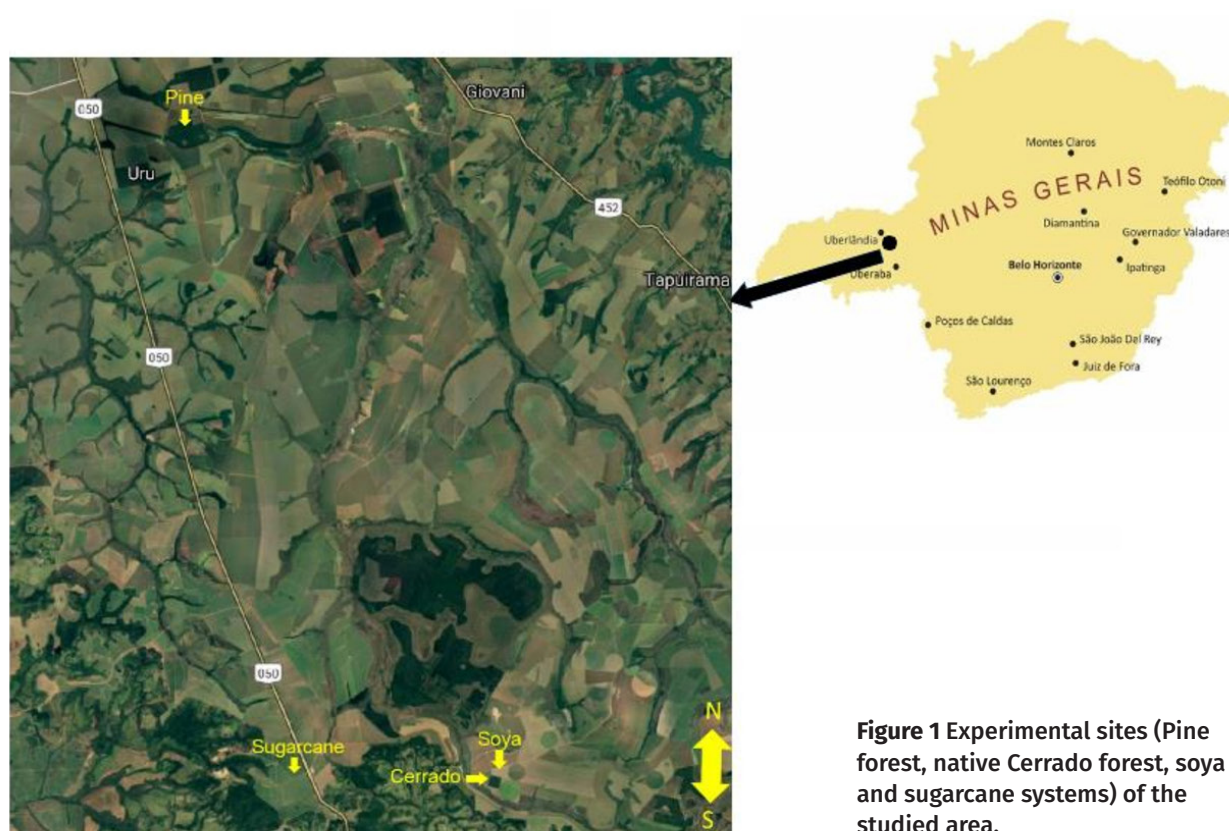 050
Pine
Giovani
Uru
452
Tapuirama
050
050
Sugarcane
Soya
Cerrado
N
S
MINAS GERAIS
Montes Claros
Teófilo Otoni
Diamantina
Governador Valadares
Uberlândia
Ipatinga
Belo Horizonte
Uberaba
Poços de Caldas
São João Del Rey
Juiz de Fora
São Lourenço
Figure 1 Experimental sites (Pine
forest, native Cerrado forest, soya
and sugarcane systems) of the
studied area.